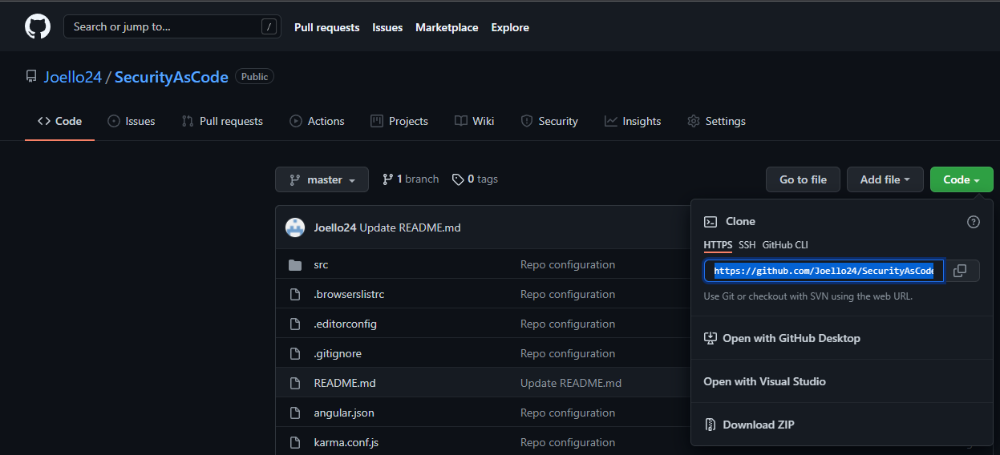 Search or jump to... /
Pull requests Issues Marketplace Explore
Joello24 / SecurityAsCode Public
Code Issues Pull requests Actions Projects Wiki Security Insights Settings
master 1 branch 0 tags Go to file Add file Code
Joello24 Update README.md
src Repo configuration
.browserslistrc Repo configuration
.editorconfig Repo configuration
.gitignore Repo configuration
README.md Update README.md
angular.json Repo configuration
karma.conf.js Repo configuration
Clone
HTTPS SSH GitHub CLI
https://github.com/Joello24/SecurityAsCode
Use Git or checkout with SVN using the web URL.
Open with GitHub Desktop
Open with Visual Studio
Download ZIP